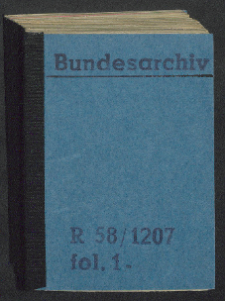 Bundesarchiv
R 58/1207
fol. 1-